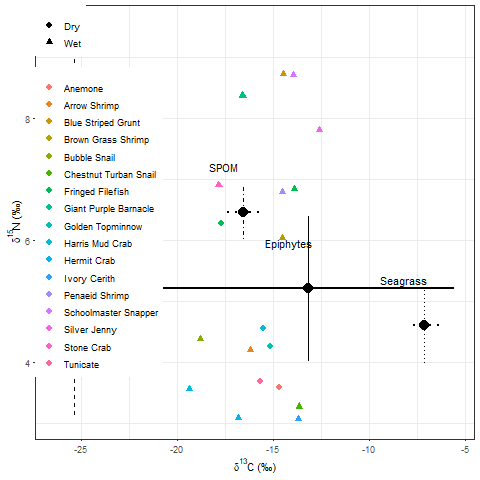 Dry
Wet
Anemone
Arrow Shrimp
Blue Striped Grunt
Brown Grass Shrimp
Bubble Snail
Chestnut Turban Snail
Fringed Filefish
Giant Purple Barnacle
Golden Topminnow
Harris Mud Crab
Hermit Crab
Ivory Cerith
Penaeid Shrimp
Schoolmaster Snapper
Silver Jenny
Stone Crab
Tunicate
SPOM
Epiphytes
Seagrass
8
6
4
δ15N (‰)
-25 -20 -15 -10 -5
δ13C (‰)